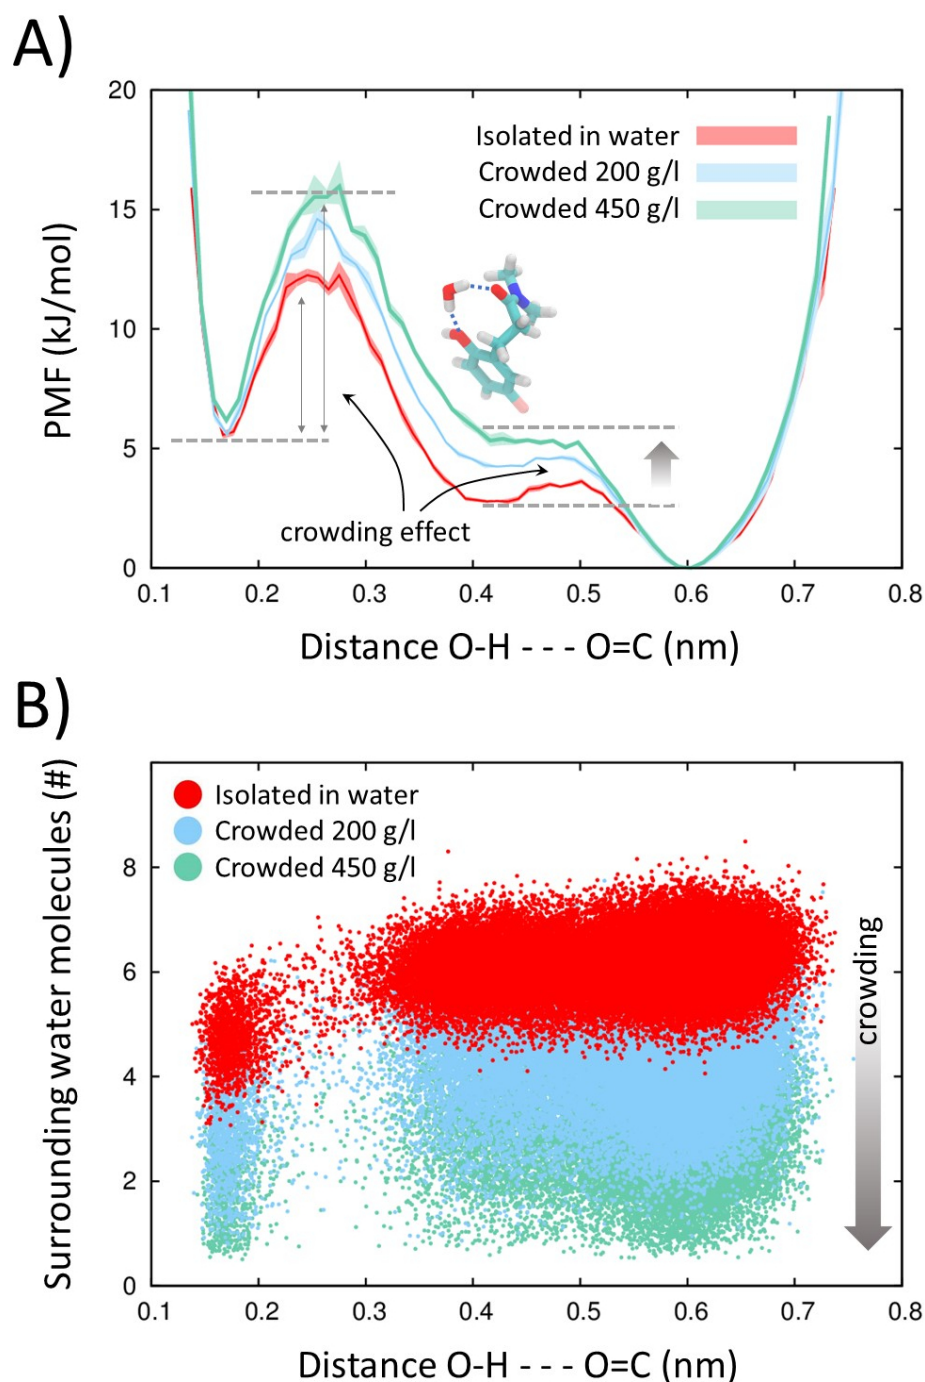 A)
20
15
10
5
0
PMF (kJ/mol)
Isolated in water
Crowded 200 g/l
Crowded 450 g/l
crowding effect
0.1 0.2 0.3 0.4 0.5 0.6 0.7 0.8
Distance O-H - - - O=C (nm)
B)
Surrounding water molecules (#)
8
6
4
2
0
Isolated in water
Crowded 200 g/l
Crowded 450 g/l
crowding
0.1 0.2 0.3 0.4 0.5 0.6 0.7 0.8
Distance O-H - - - O=C (nm)